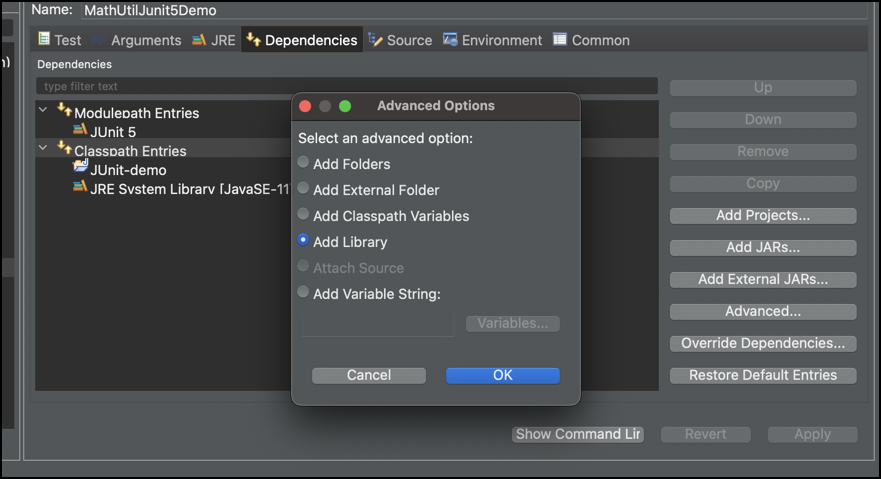 Name: MathUtilJunit5Demo
Test Arguments JRE Dependencies Source Environment Common
Dependencies
type filter text
Modulepath Entries
JUnit 5
Classpath Entries
JUnit-demo
JRE System Library [JavaSE-11]
Advanced Options
Select an advanced option:
Add Folders
Add External Folder
Add Classpath Variables
Add Library
Attach Source
Add Variable String:
Variables...
Cancel OK
Up
Down
Remove
Copy
Add Projects...
Add JARs...
Add External JARs...
Advanced...
Override Dependencies...
Restore Default Entries
Show Command Lir Revert Apply